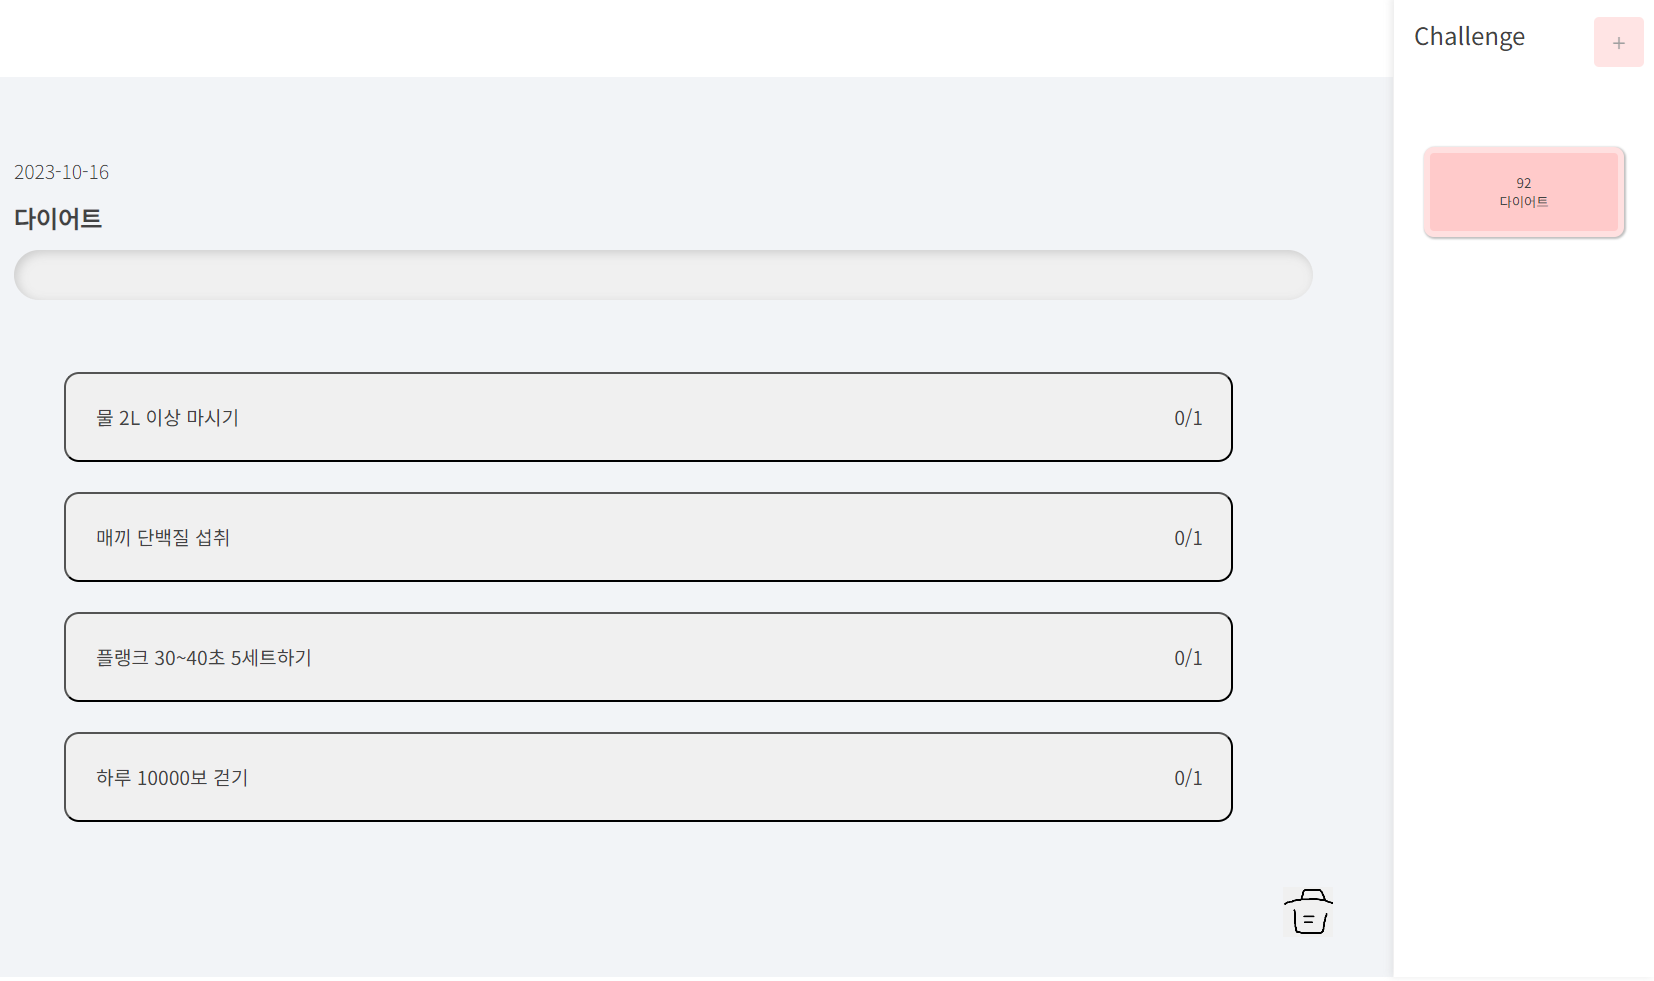 Challenge
+
2023-10-16
다이어트
물 2L 이상 마시기 0/1
매끼 단백질 섭취 0/1
플랭크 30~40초 5세트하기 0/1
하루 10000보 걷기 0/1
92
다이어트